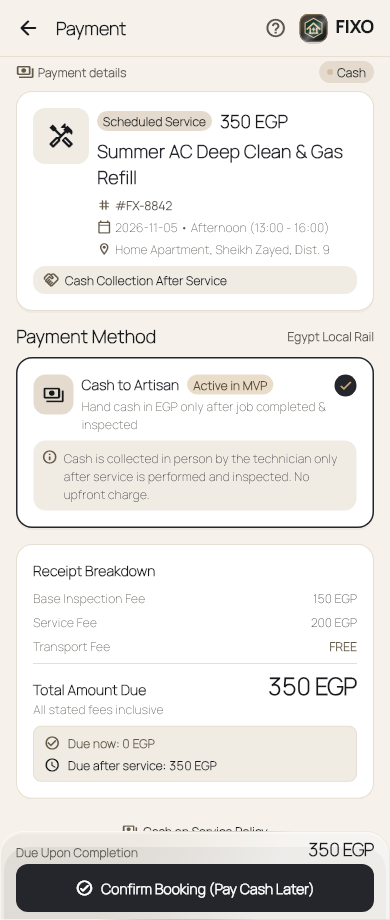 Payment
FIXO
Payment details
Cash
Scheduled Service 350 EGP
Summer AC Deep Clean & Gas
Refill
# #FX-8842
2026-11-05 • Afternoon (13:00 - 16:00)
Home Apartment, Sheikh Zayed, Dist. 9
Cash Collection After Service
Payment Method
Egypt Local Rail
Cash to Artisan Active in MVP
Hand cash in EGP only after job completed &
inspected
Cash is collected in person by the technician only
after service is performed and inspected. No
upfront charge.
Receipt Breakdown
Base Inspection Fee 150 EGP
Service Fee 200 EGP
Transport Fee FREE
Total Amount Due 350 EGP
All stated fees inclusive
Due now: 0 EGP
Due after service: 350 EGP
Cash on Service Policy
Due Upon Completion 350 EGP
Confirm Booking (Pay Cash Later)